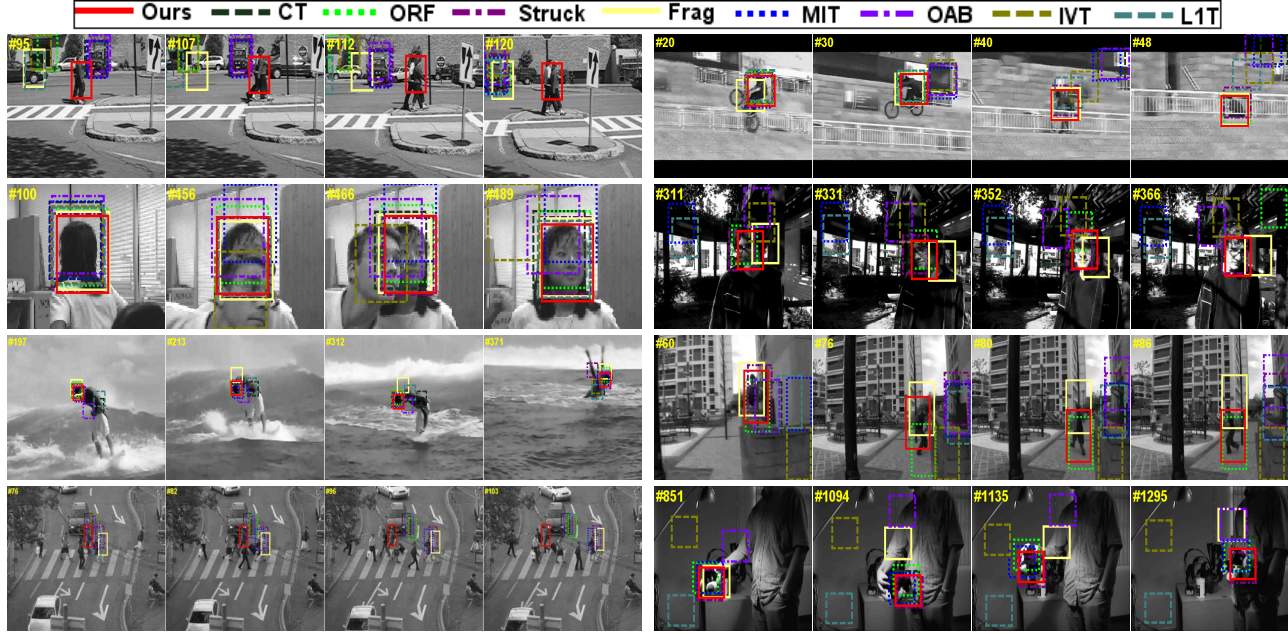 Ours CT ORF Struck Frag MIT OAB IVT L1T
#95 #107 #112 #120 #20 #30 #40 #48
#100 #456 #466 #489 #311 #331 #352 #366
#197 #213 #312 #371 #60 #76 #80 #86
#76 #82 #96 #103 #851 #1094 #1135 #1295